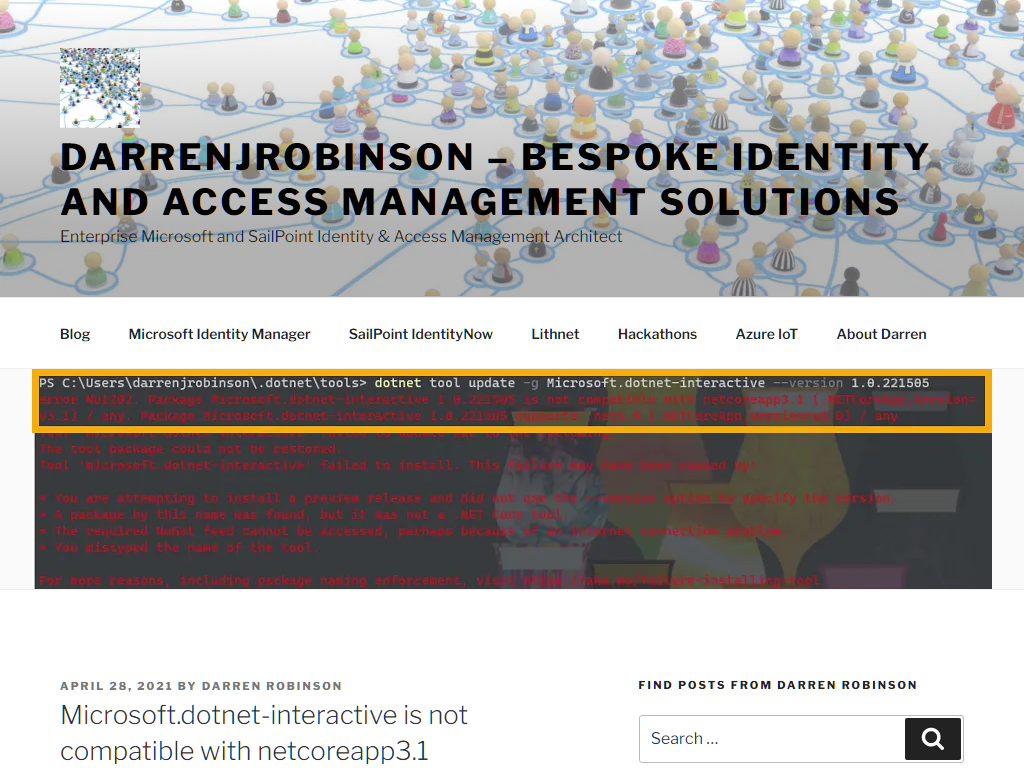 DARRENJROBINSON – BESPOKE IDENTITY
AND ACCESS MANAGEMENT SOLUTIONS
Enterprise Microsoft and SailPoint Identity & Access Management Architect
Blog Microsoft Identity Manager SailPoint IdentityNow Lithnet Hackathons Azure IoT About Darren
PS C:\Users\darrenjrobinson\.dotnet\tools> dotnet tool update -g Microsoft.dotnet-interactive --version 1.0.221505
error NU1202: Package Microsoft.dotnet-interactive 1.0.221505 is not compatible with netcoreapp3.1 (.NETCoreApp,Version=
v3.1) / any. Package Microsoft.dotnet-interactive 1.0.221505 supports: net5.0 (.NETCoreApp,Version=v5.0) / any
The tool package could not be restored.
Tool 'microsoft.dotnet-interactive' failed to install. This failure may have been caused by:
* You are attempting to install a preview release and did not use the --version option to specify the version.
* A package by this name was found, but it was not a .NET Core tool.
* The required NuGet feed cannot be accessed, perhaps because of an Internet connection problem.
* You mistyped the name of the tool.
For more reasons, including package naming enforcement, visit https://aka.ms/failure-installing-tool
APRIL 28, 2021 BY DARREN ROBINSON
Microsoft.dotnet-interactive is not
compatible with netcoreapp3.1
FIND POSTS FROM DARREN ROBINSON
Search …